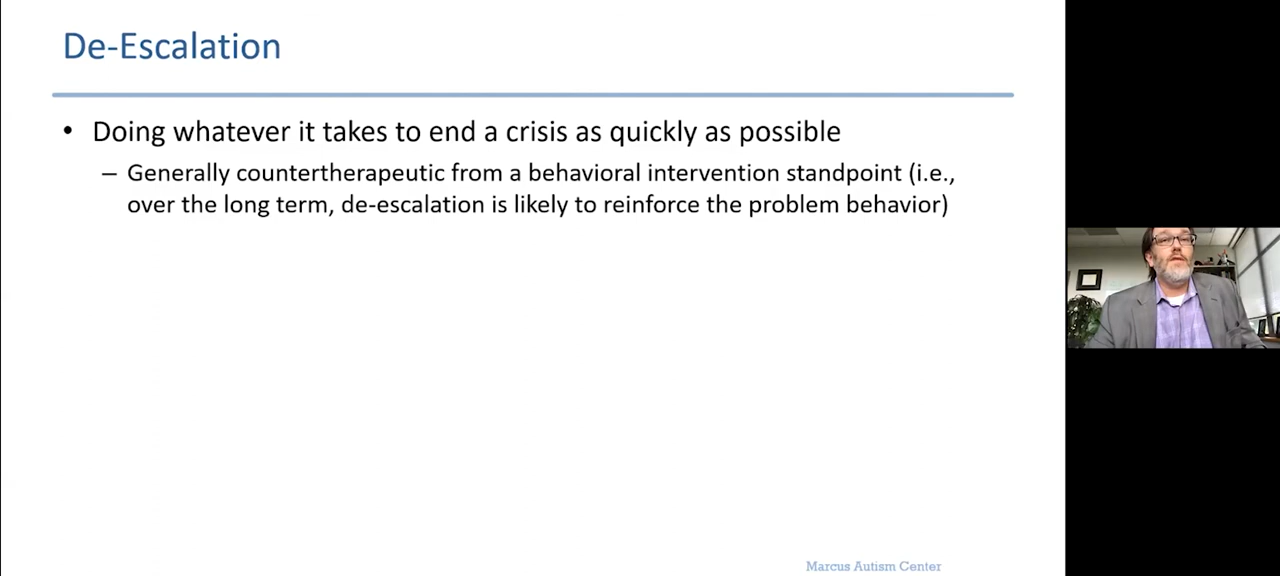 De-Escalation
• Doing whatever it takes to end a crisis as quickly as possible
– Generally countertherapeutic from a behavioral intervention standpoint (i.e.,
over the long term, de-escalation is likely to reinforce the problem behavior)
Marcus Autism Center